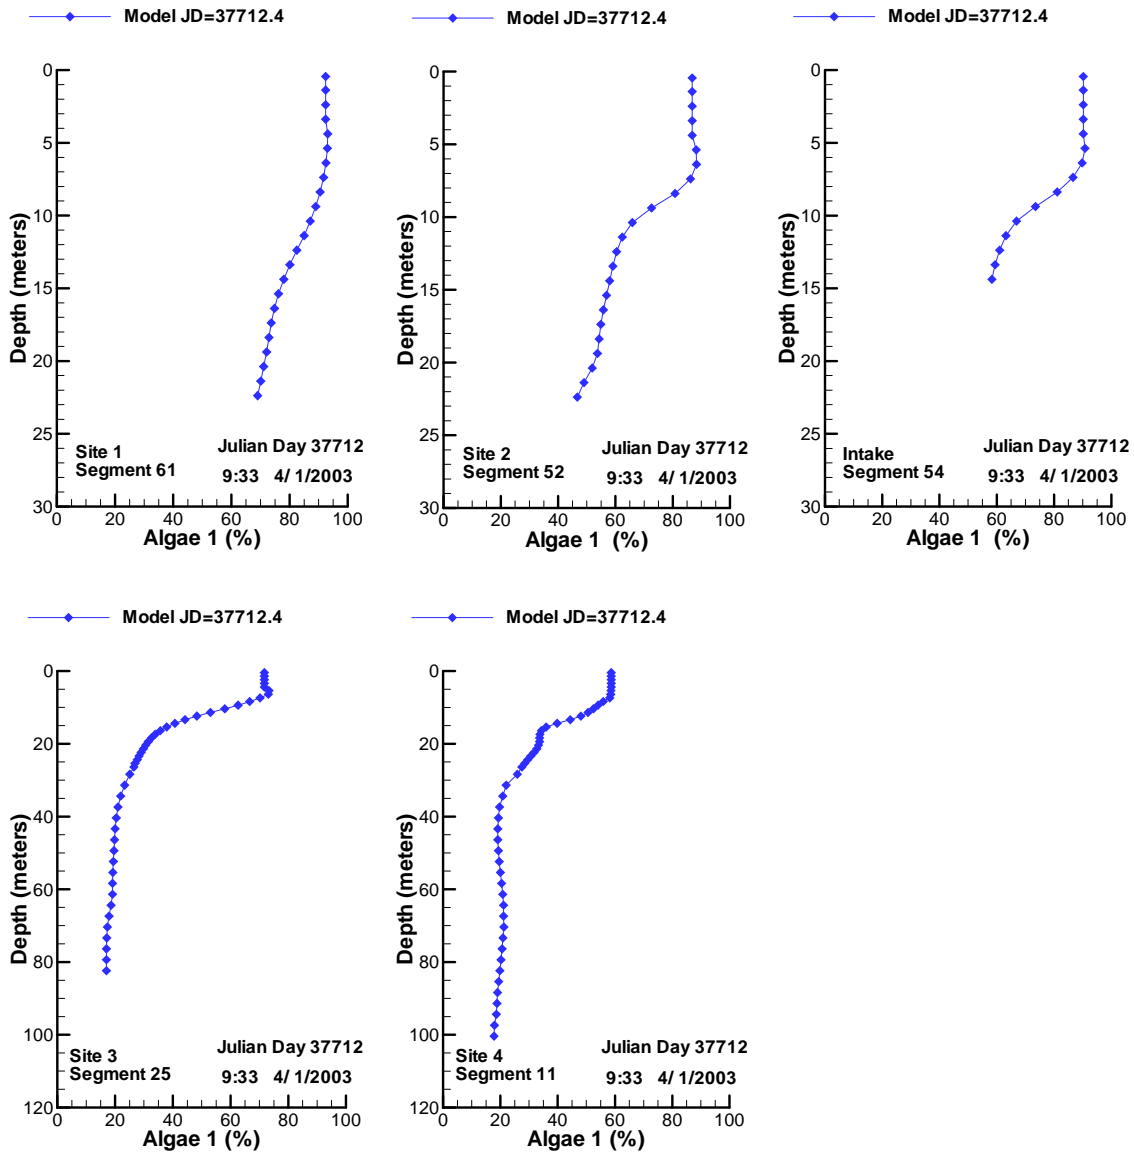 Model JD=37712.4
Model JD=37712.4
Model JD=37712.4
0
5
10
15
20
25
30
Depth (meters)
Site 1
Segment 61
Julian Day 37712
9:33 4/ 1/2003
0 20 40 60 80 100
Algae 1 (%)
0
5
10
15
20
25
30
Depth (meters)
Site 2
Segment 52
Julian Day 37712
9:33 4/ 1/2003
0 20 40 60 80 100
Algae 1 (%)
0
5
10
15
20
25
30
Depth (meters)
Intake
Segment 54
Julian Day 37712
9:33 4/ 1/2003
0 20 40 60 80 100
Algae 1 (%)
Model JD=37712.4
Model JD=37712.4
0
20
40
60
80
100
120
Depth (meters)
Site 3
Segment 25
Julian Day 37712
9:33 4/ 1/2003
0 20 40 60 80 100
Algae 1 (%)
0
20
40
60
80
100
120
Depth (meters)
Site 4
Segment 11
Julian Day 37712
9:33 4/ 1/2003
0 20 40 60 80 100
Algae 1 (%)